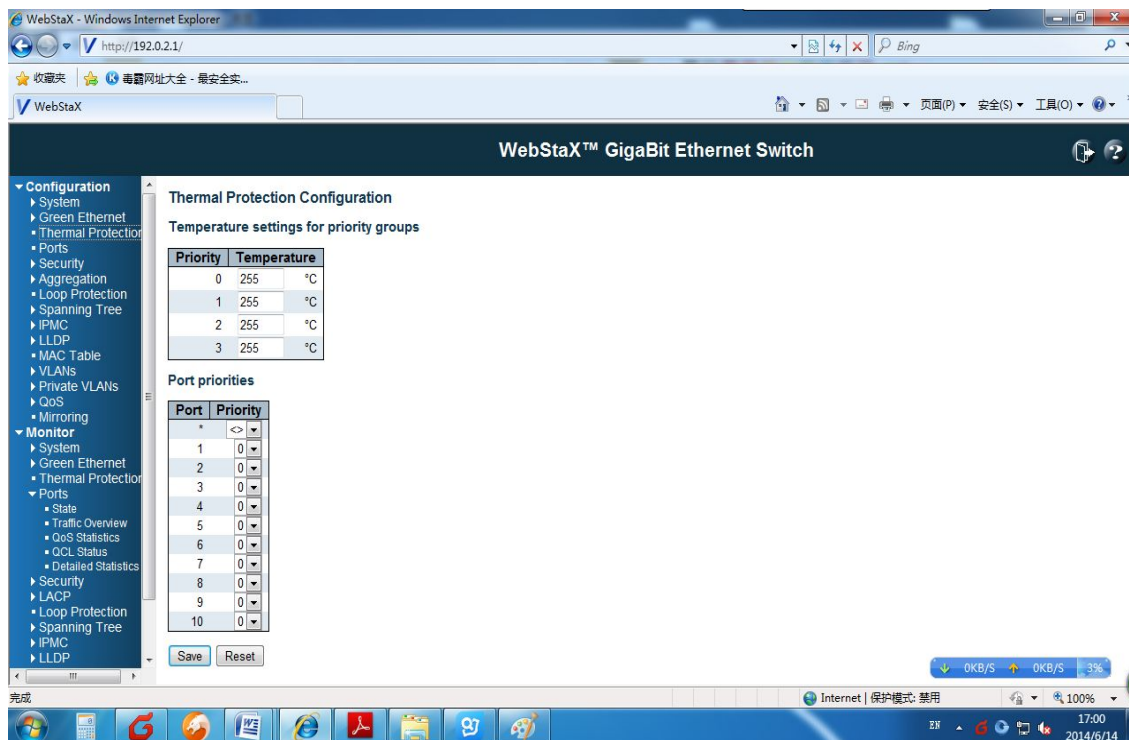 WebStaX - Windows Internet Explorer
http://192.0.2.1/
Bing
收藏夹
毒霸网址大全 - 最安全实...
WebStaX
页面(P)
安全(S)
工具(O)
WebStaX™ GigaBit Ethernet Switch
Configuration
System
Green Ethernet
Thermal Protection
Ports
Security
Aggregation
Loop Protection
Spanning Tree
IPMC
LLDP
MAC Table
VLANs
Private VLANs
QoS
Mirroring
Monitor
System
Green Ethernet
Thermal Protection
Ports
State
Traffic Overview
QoS Statistics
QCL Status
Detailed Statistics
Security
LACP
Loop Protection
Spanning Tree
IPMC
LLDP
Thermal Protection Configuration
Temperature settings for priority groups
Priority Temperature
0 255 °C
1 255 °C
2 255 °C
3 255 °C
Port priorities
Port Priority
* <>
1 0
2 0
3 0
4 0
5 0
6 0
7 0
8 0
9 0
10 0
Save Reset
0KB/S 0KB/S 3%
完成
Internet | 保护模式: 禁用
100%
EN
17:00
2014/6/14